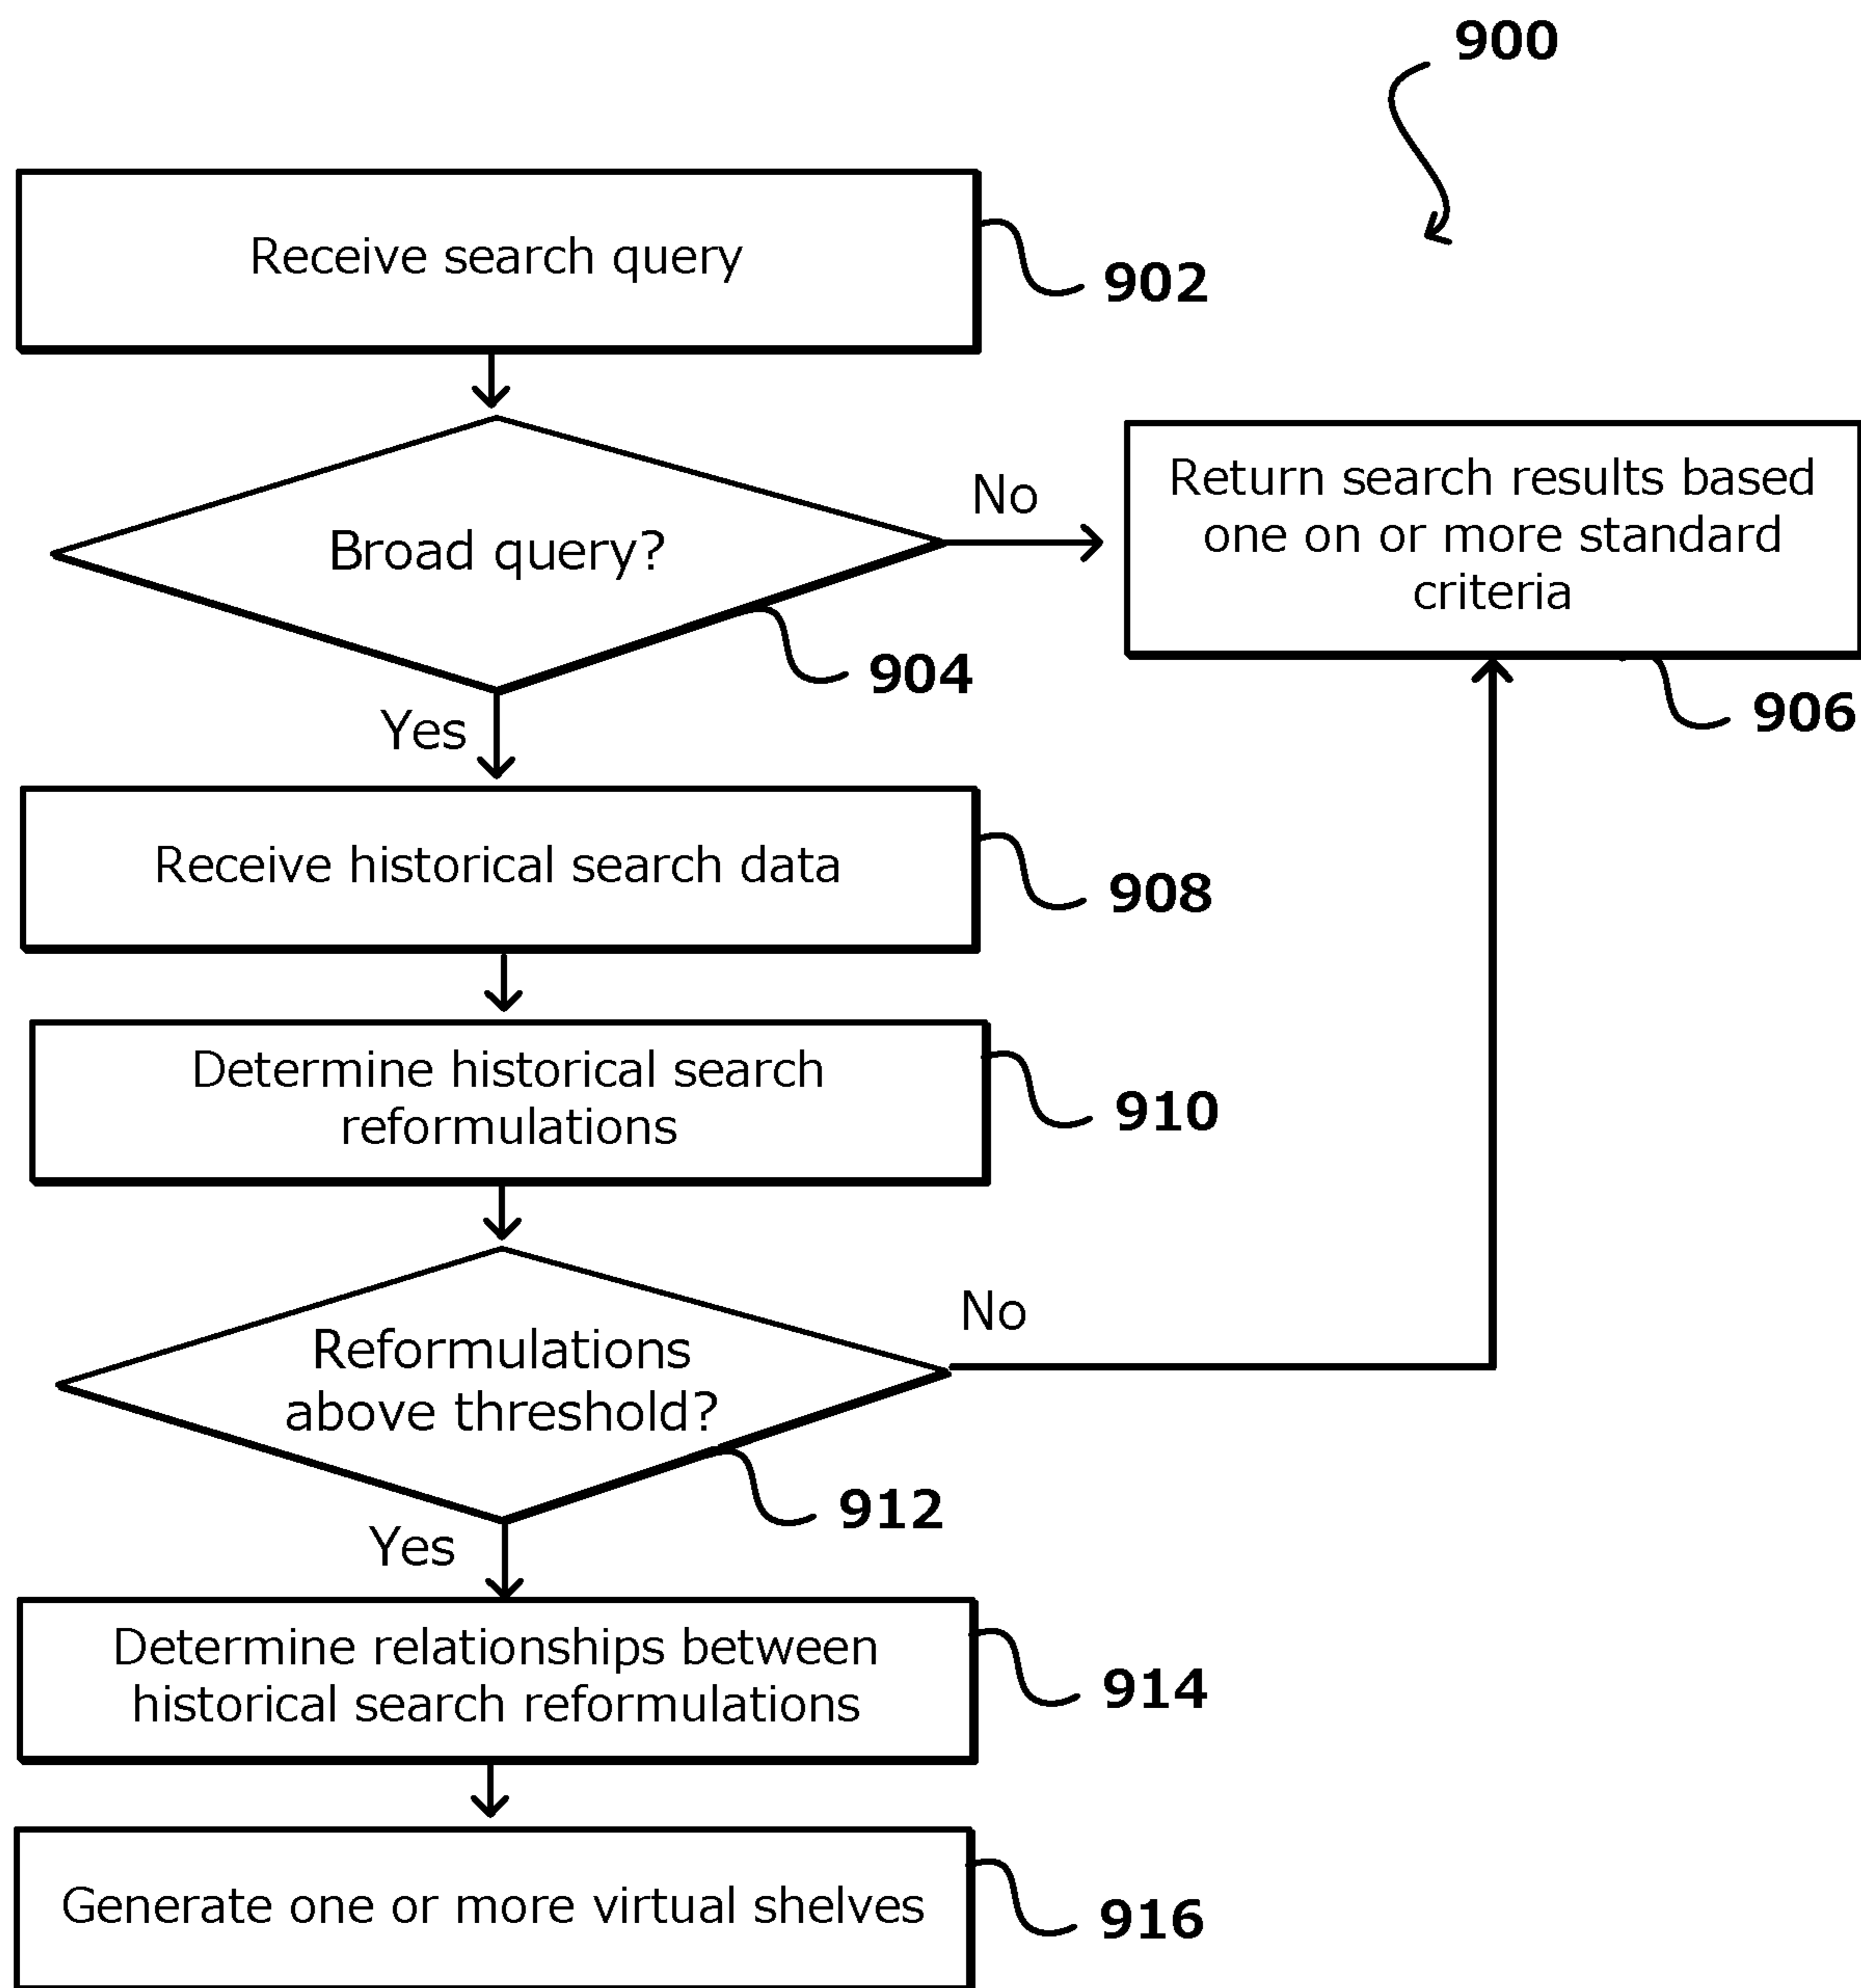 900
Receive search query
902
Broad query?
No
904
Yes
Return search results based
one on or more standard
criteria
906
Receive historical search data
908
Determine historical search
reformulations
910
Reformulations
above threshold?
No
912
Yes
Determine relationships between
historical search reformulations
914
Generate one or more virtual shelves
916